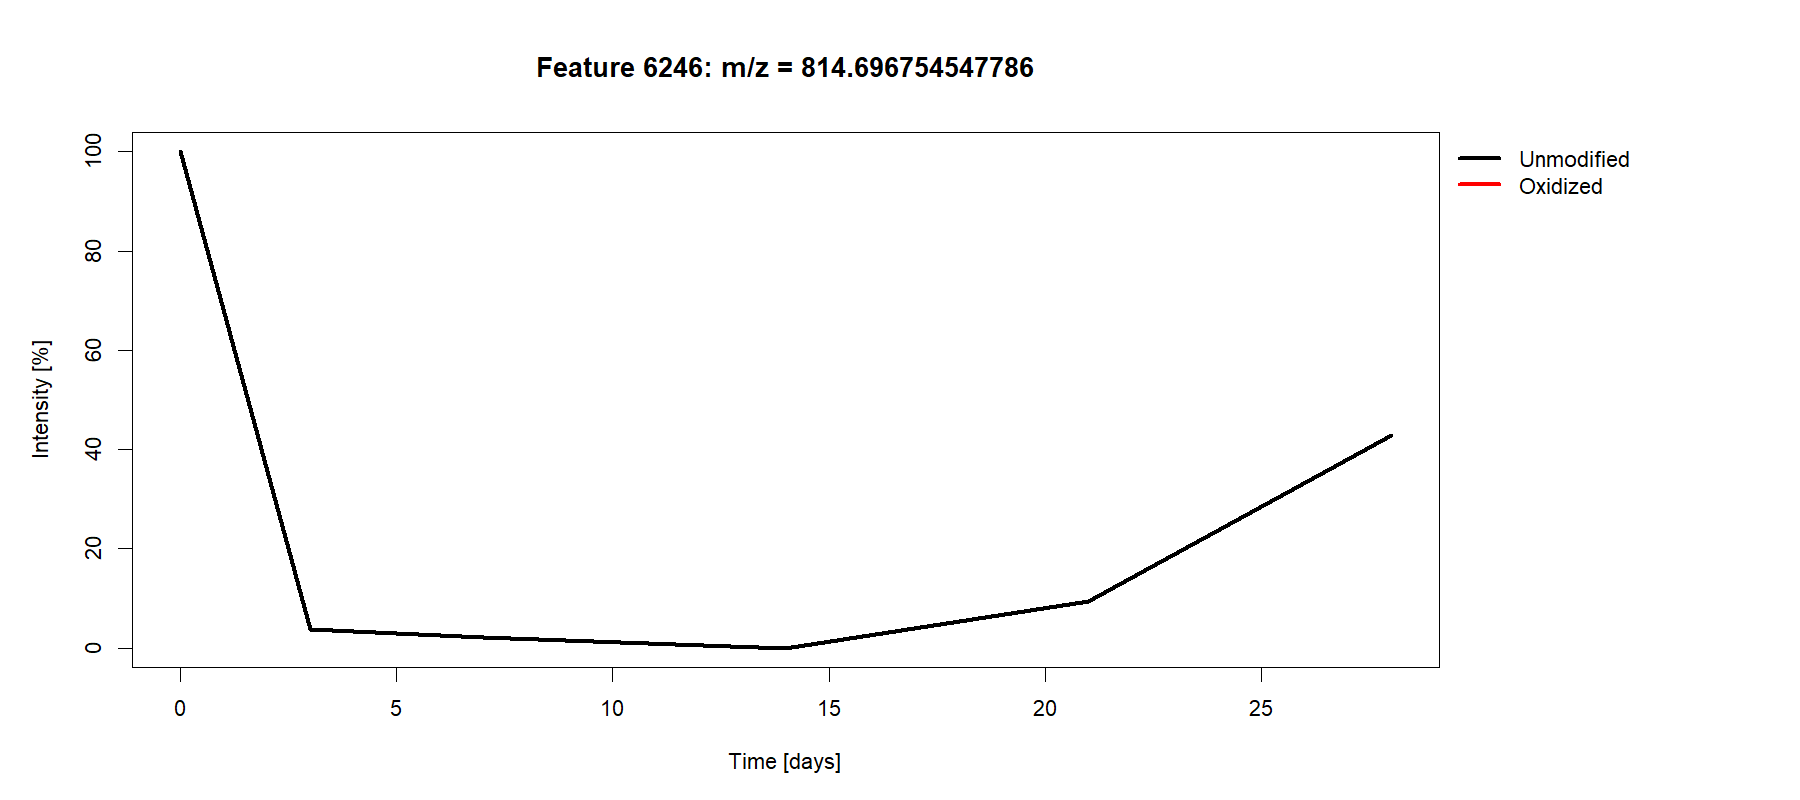 Feature 6246: m/z = 814.696754547786
Unmodified
Oxidized
Intensity [%]
100
80
60
40
20
0
0 5 10 15 20 25
Time [days]